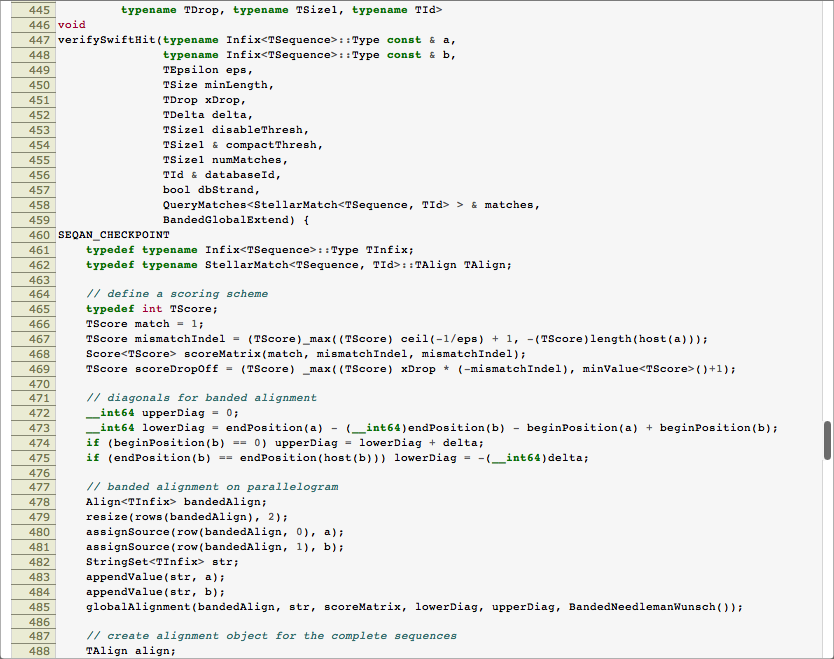 445 typename TDrop, typename TSize1, typename TId>
446 void
447 verifySwiftHit(typename Infix<TSequence>::Type const & a,
448 typename Infix<TSequence>::Type const & b,
449 TEpsilon eps,
450 TSize minLength,
451 TDrop xDrop,
452 TDelta delta,
453 TSize1 disableThresh,
454 TSize1 & compactThresh,
455 TSize1 numMatches,
456 TId & databaseId,
457 bool dbStrand,
458 QueryMatches<StellarMatch<TSequence, TId> > & matches,
459 BandedGlobalExtend) {
460 SEQAN_CHECKPOINT
461 typedef typename Infix<TSequence>::Type TInfix;
462 typedef typename StellarMatch<TSequence, TId>::TAlign TAlign;
463
464 // define a scoring scheme
465 typedef int TScore;
466 TScore match = 1;
467 TScore mismatchIndel = (TScore)_max((TScore) ceil(-1/eps) + 1, -(TScore)length(host(a)));
468 Score<TScore> scoreMatrix(match, mismatchIndel, mismatchIndel);
469 TScore scoreDropOff = (TScore) _max((TScore) xDrop * (-mismatchIndel), minValue<TScore>()+1);
470
471 // diagonals for banded alignment
472 __int64 upperDiag = 0;
473 __int64 lowerDiag = endPosition(a) - (__int64)endPosition(b) - beginPosition(a) + beginPosition(b);
474 if (beginPosition(b) == 0) upperDiag = lowerDiag + delta;
475 if (endPosition(b) == endPosition(host(b))) lowerDiag = -(__int64)delta;
476
477 // banded alignment on parallelogram
478 Align<TInfix> bandedAlign;
479 resize(rows(bandedAlign), 2);
480 assignSource(row(bandedAlign, 0), a);
481 assignSource(row(bandedAlign, 1), b);
482 StringSet<TInfix> str;
483 appendValue(str, a);
484 appendValue(str, b);
485 globalAlignment(bandedAlign, str, scoreMatrix, lowerDiag, upperDiag, BandedNeedlemanWunsch());
486
487 // create alignment object for the complete sequences
488 TAlign align;